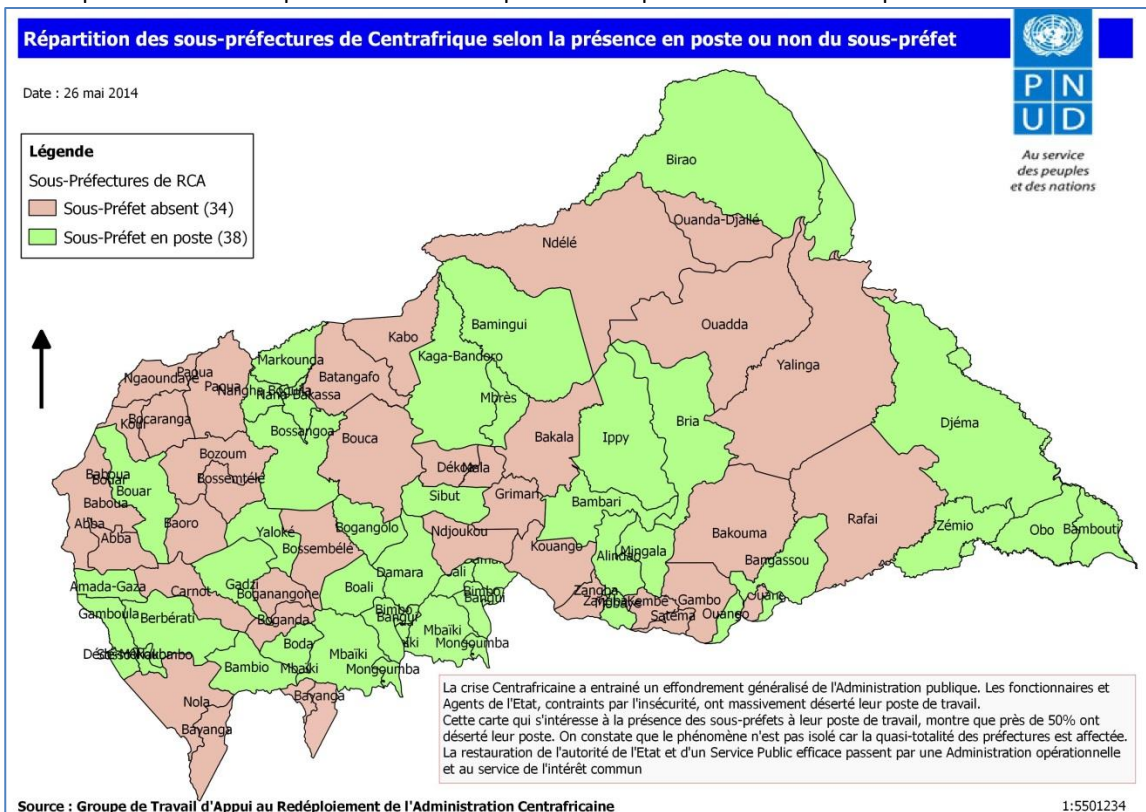 Répartition des sous-préfectures de Centrafrique selon la présence en poste ou non du sous-préfet
P N
U D
Au service
des peuples
et des nations
Date : 26 mai 2014
Légende
Sous-Préfectures de RCA
Sous-Préfet absent (34)
Sous-Préfet en poste (38)
Birao
Ouanda-Djallé
Ndélé
Ouadda
Yalinga
Bamingui
Kabo
Kaga-Bandoro
Markounda
Batangafo
Paoua
Ngaoundaye
Paoua
Nana-Bakassa
Mbrès
Bocaranga
Bossangoa
Bouca
Bakala
Ippy
Bria
Djéma
Bozoum
Bossemtélé
Dékoa
Mala
Baboua
Bouar
Bouar
Sibut
Grimari
Bambari
Baboua
Baoro
Yaloké
Bogangolo
Ndjoukou
Rafai
Zémio
Obo
Bambouti
Abba
Abba
Bossembélé
Kouango
Alindao
Mingala
Bakouma
Bangassou
Amada-Gaza
Carnot
Gadzi
Boali
Damara
Boganangone
Zangba
Gambo
Ouango
Satéma
Gamboula
Berbérati
Boganda
Bimbo
Bangui
Bimbo
Bangui
Boda
Mbaïki
Mbaïki
Mongoumba
Bambio
Mbaïki
Mongoumba
Nola
Bayanga
Bayanga
La crise Centrafricaine a entrainé un effondrement généralisé de l'Administration publique. Les fonctionnaires et
Agents de l'Etat, contraints par l'insécurité, ont massivement déserté leur poste de travail.
Cette carte qui s'intéresse à la présence des sous-préfets à leur poste de travail, montre que près de 50% ont
déserté leur poste. On constate que le phénomène n'est pas isolé car la quasi-totalité des préfectures est affectée.
La restauration de l'autorité de l'Etat et d'un Service Public efficace passent par une Administration opérationnelle
et au service de l'intérêt commun
Source : Groupe de Travail d'Appui au Redéploiement de l'Administration Centrafricaine
1:5501234